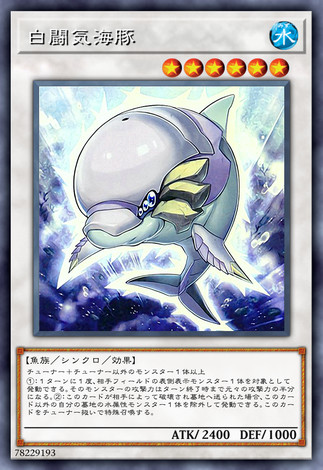 白闘気海豚
水
【魚族／シンクロ／効果】
チューナー＋チューナー以外のモンスター１体以上
①：１ターンに１度、相手フィールドの表側表示モンスター１体を対象として
発動できる。そのモンスターの攻撃力はターン終了時まで元々の攻撃力の半分
になる。②：このカードが相手によって破壊され墓地へ送られた場合、このカー
ド以外の自分の墓地の水属性モンスター１体を除外して発動できる。このカー
ドをチューナー扱いで特殊召喚する。
ATK/ 2400 DEF/1000
78229193